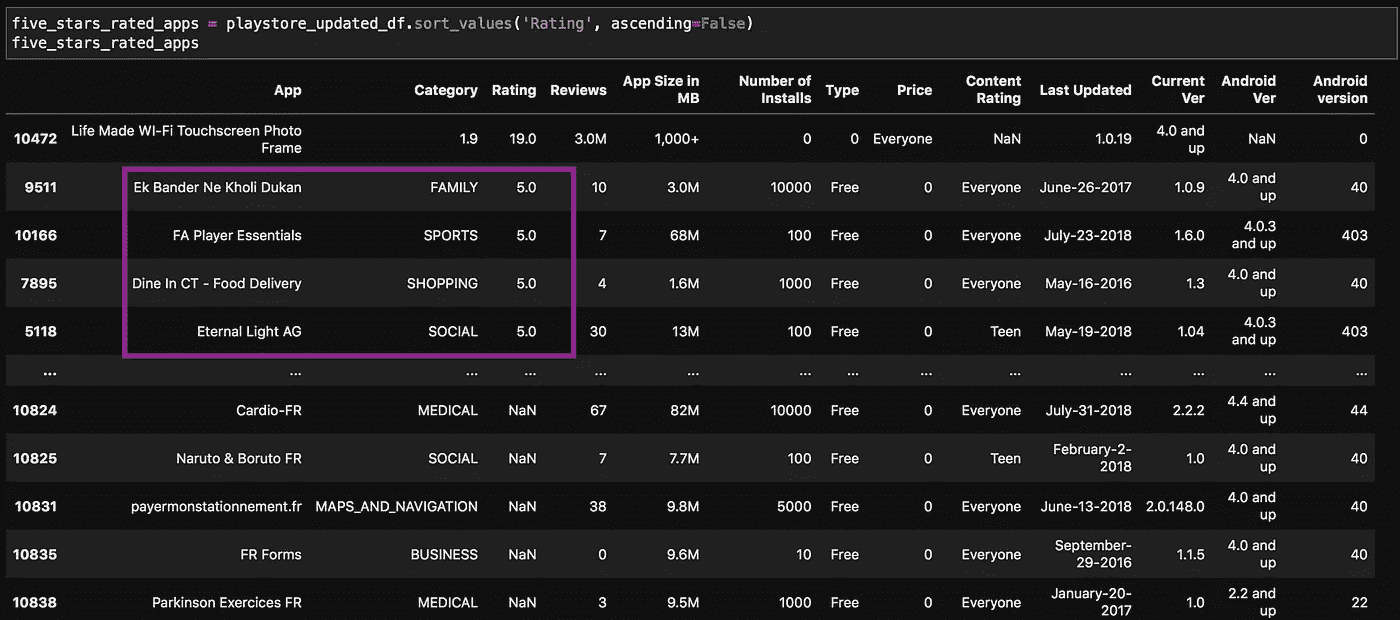 five_stars_rated_apps = playstore_updated_df.sort_values('Rating', ascending=False)
five_stars_rated_apps
App Category Rating Reviews App Size in MB Number of Installs Type Price Content Rating Last Updated Current Ver Android Ver Android version
10472 Life Made WI-Fi Touchscreen Photo Frame 1.9 19.0 3.0M 1,000+ 0 0 Everyone NaN 1.0.19 4.0 and up NaN 0
9511 Ek Bander Ne Kholi Dukan FAMILY 5.0 10 3.0M 10000 Free 0 Everyone June-26-2017 1.0.9 4.0 and up 40
10166 FA Player Essentials SPORTS 5.0 7 68M 100 Free 0 Everyone July-23-2018 1.6.0 4.0.3 and up 403
7895 Dine In CT - Food Delivery SHOPPING 5.0 4 1.6M 1000 Free 0 Everyone May-16-2016 1.3 4.0 and up 40
5118 Eternal Light AG SOCIAL 5.0 30 13M 100 Free 0 Teen May-19-2018 1.04 4.0.3 and up 403
... ... ... ... ... ... ... ... ... ... ... ... ... ...
10824 Cardio-FR MEDICAL NaN 67 82M 10000 Free 0 Everyone July-31-2018 2.2.2 4.4 and up 44
10825 Naruto & Boruto FR SOCIAL NaN 7 7.7M 100 Free 0 Teen February-2-2018 1.0 4.0 and up 40
10831 payermonstationnement.fr MAPS_AND_NAVIGATION NaN 38 9.8M 5000 Free 0 Everyone June-13-2018 2.0.148.0 4.0 and up 40
10835 FR Forms BUSINESS NaN 0 9.6M 10 Free 0 Everyone September-29-2016 1.1.5 4.0 and up 40
10838 Parkinson Exercices FR MEDICAL NaN 3 9.5M 1000 Free 0 Everyone January-20-2017 1.0 2.2 and up 22